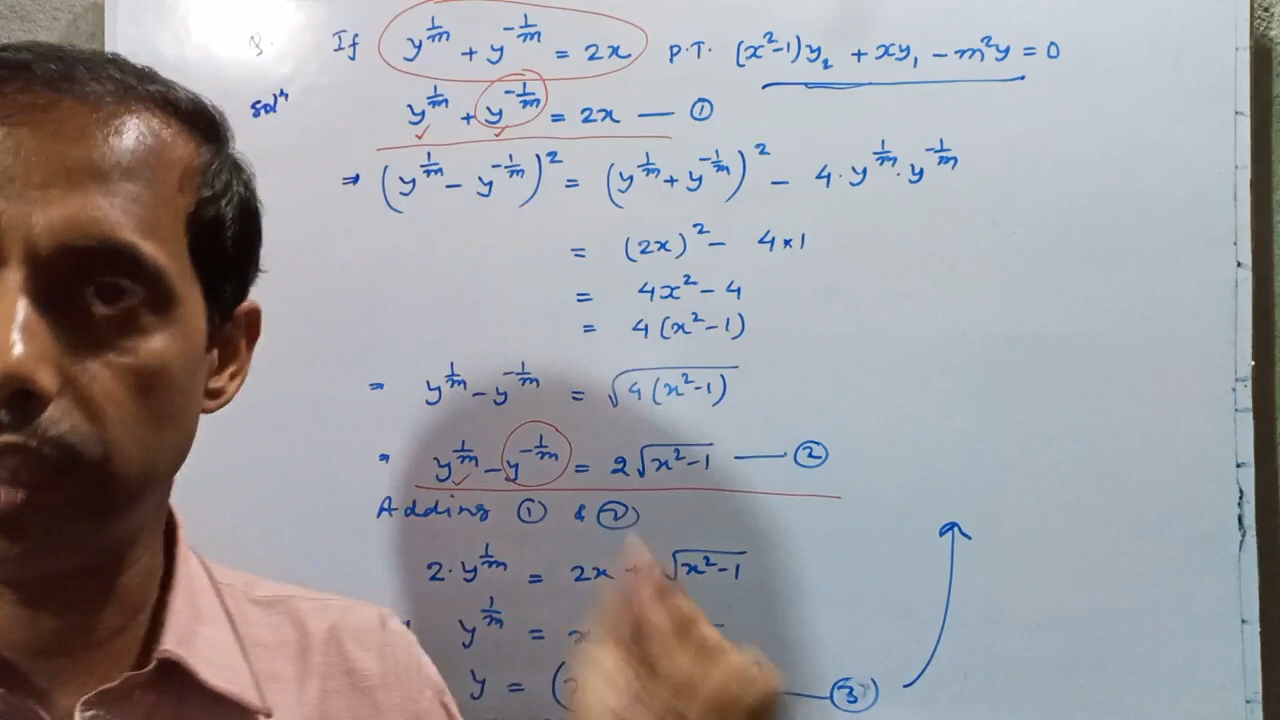 8. If y^{1/m} + y^{-1/m} = 2x P.T. (x²-1)y₂ + xy₁ - m²y = 0
Solⁿ y^{1/m} + y^{-1/m} = 2x — ①
⇒ (y^{1/m} - y^{-1/m})² = (y^{1/m} + y^{-1/m})² - 4·y^{1/m}·y^{-1/m}
= (2x)² - 4×1
= 4x² - 4
= 4(x²-1)
= y^{1/m} - y^{-1/m} = √(4(x²-1))
= y^{1/m} - y^{-1/m} = 2√(x²-1) — ②
Adding ① & ②
2·y^{1/m} = 2x + √(x²-1)
y^{1/m} = x
y = ( — ③